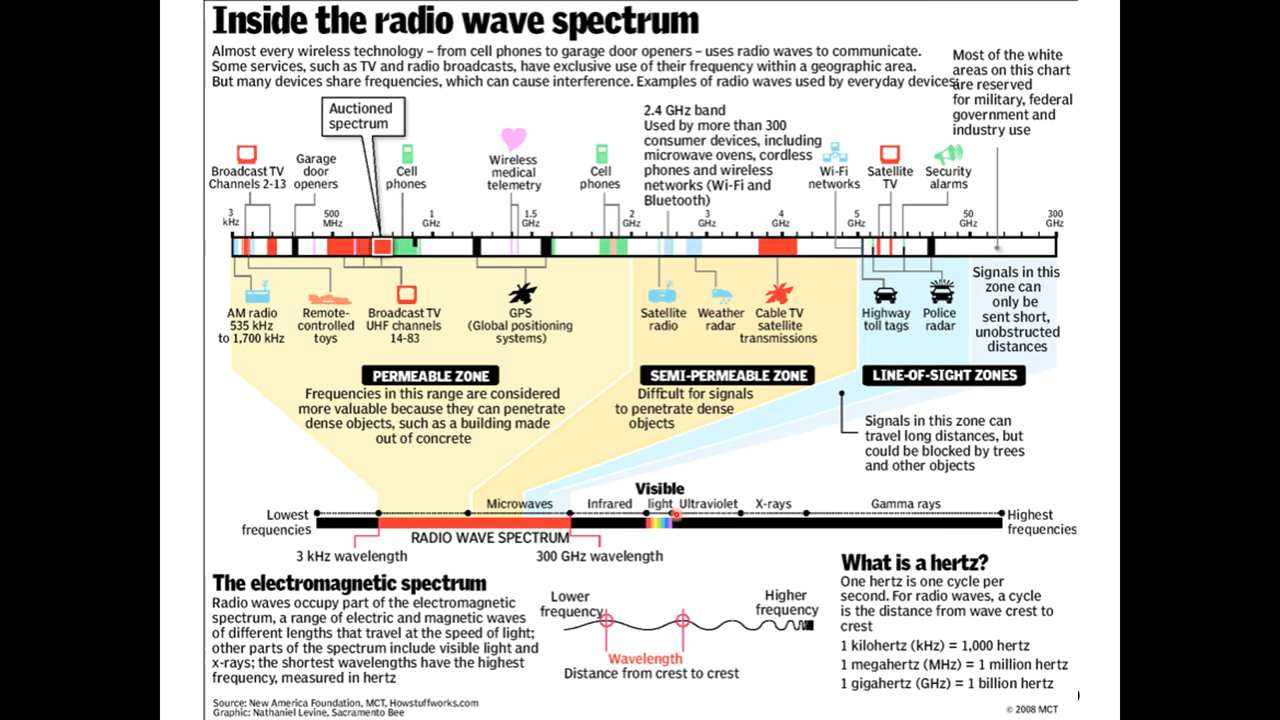 Inside the radio wave spectrum
Almost every wireless technology – from cell phones to garage door openers – uses radio waves to communicate.
Some services, such as TV and radio broadcasts, have exclusive use of their frequency within a geographic area.
But many devices share frequencies, which can cause interference. Examples of radio waves used by everyday devices:
Most of the white
areas on this chart
are reserved
for military, federal
government and
industry use
Auctioned
spectrum
2.4 GHz band
Used by more than 300
consumer devices, including
microwave ovens, cordless
phones and wireless
networks (Wi-Fi and
Bluetooth)
Broadcast TV
Channels 2-13
Garage
door
openers
Cell
phones
Wireless
medical
telemetry
Cell
phones
Wi-Fi
networks
Satellite
TV
Security
alarms
3
kHz
500
MHz
1
GHz
1.5
GHz
2
GHz
3
GHz
4
GHz
5
GHz
50
GHz
300
GHz
AM radio
535 kHz
to 1,700 kHz
Remote-
controlled
toys
Broadcast TV
UHF channels
14-83
GPS
(Global positioning
systems)
Satellite
radio
Weather
radar
Cable TV
satellite
transmissions
Highway
toll tags
Police
radar
Signals in this
zone can
only be
sent short,
unobstructed
distances
PERMEABLE ZONE
Frequencies in this range are considered
more valuable because they can penetrate
dense objects, such as a building made
out of concrete
SEMI-PERMEABLE ZONE
Difficult for signals
to penetrate dense
objects
LINE-OF-SIGHT ZONES
Signals in this zone can
travel long distances, but
could be blocked by trees
and other objects
Lowest
frequencies
Microwaves
Infrared
Visible
light
Ultraviolet
X-rays
Gamma rays
Highest
frequencies
RADIO WAVE SPECTRUM
3 kHz wavelength
300 GHz wavelength
The electromagnetic spectrum
Radio waves occupy part of the electromagnetic
spectrum, a range of electric and magnetic waves
of different lengths that travel at the speed of light;
other parts of the spectrum include visible light and
x-rays; the shortest wavelengths have the highest
frequency, measured in hertz
Lower
frequency
Higher
frequency
Wavelength
Distance from crest to crest
What is a hertz?
One hertz is one cycle per
second. For radio waves, a cycle
is the distance from wave crest to
crest
1 kilohertz (kHz) = 1,000 hertz
1 megahertz (MHz) = 1 million hertz
1 gigahertz (GHz) = 1 billion hertz
Source: New America Foundation, MCT, Howstuffworks.com
Graphic: Nathaniel Levine, Sacramento Bee
© 2008 MCT